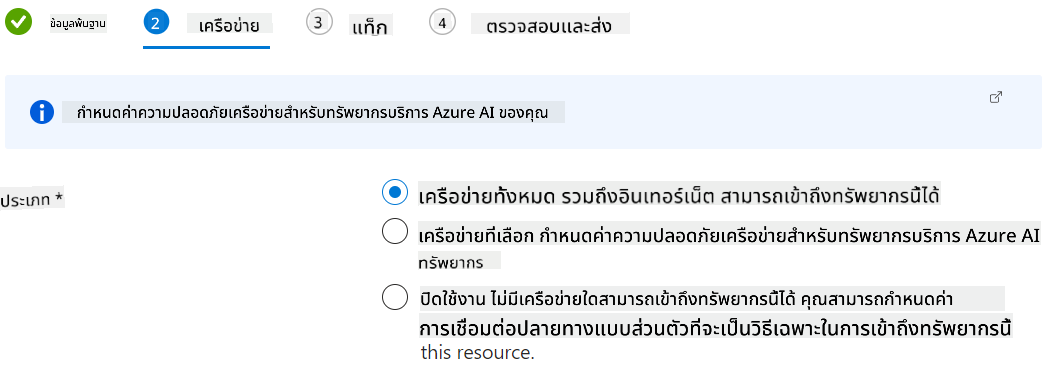 ข้อมูลพื้นฐาน 2 เครือข่าย 3 แท็ก 4 ตรวจสอบและส่ง
กำหนดค่าความปลอดภัยเครือข่ายสำหรับทรัพยากรบริการ Azure AI ของคุณ
ประเภท *
เครือข่ายทั้งหมด รวมถึงอินเทอร์เน็ต สามารถเข้าถึงทรัพยากรนี้ได้
เครือข่ายที่เลือก กำหนดค่าความปลอดภัยเครือข่ายสำหรับทรัพยากรบริการ Azure AI
ทรัพยากร
ปิดใช้งาน ไม่มีเครือข่ายใดสามารถเข้าถึงทรัพยากรนี้ได้ คุณสามารถกำหนดค่า
การเชื่อมต่อปลายทางแบบส่วนตัวที่จะเป็นวิธีเฉพาะในการเข้าถึงทรัพยากรนี้
this resource.